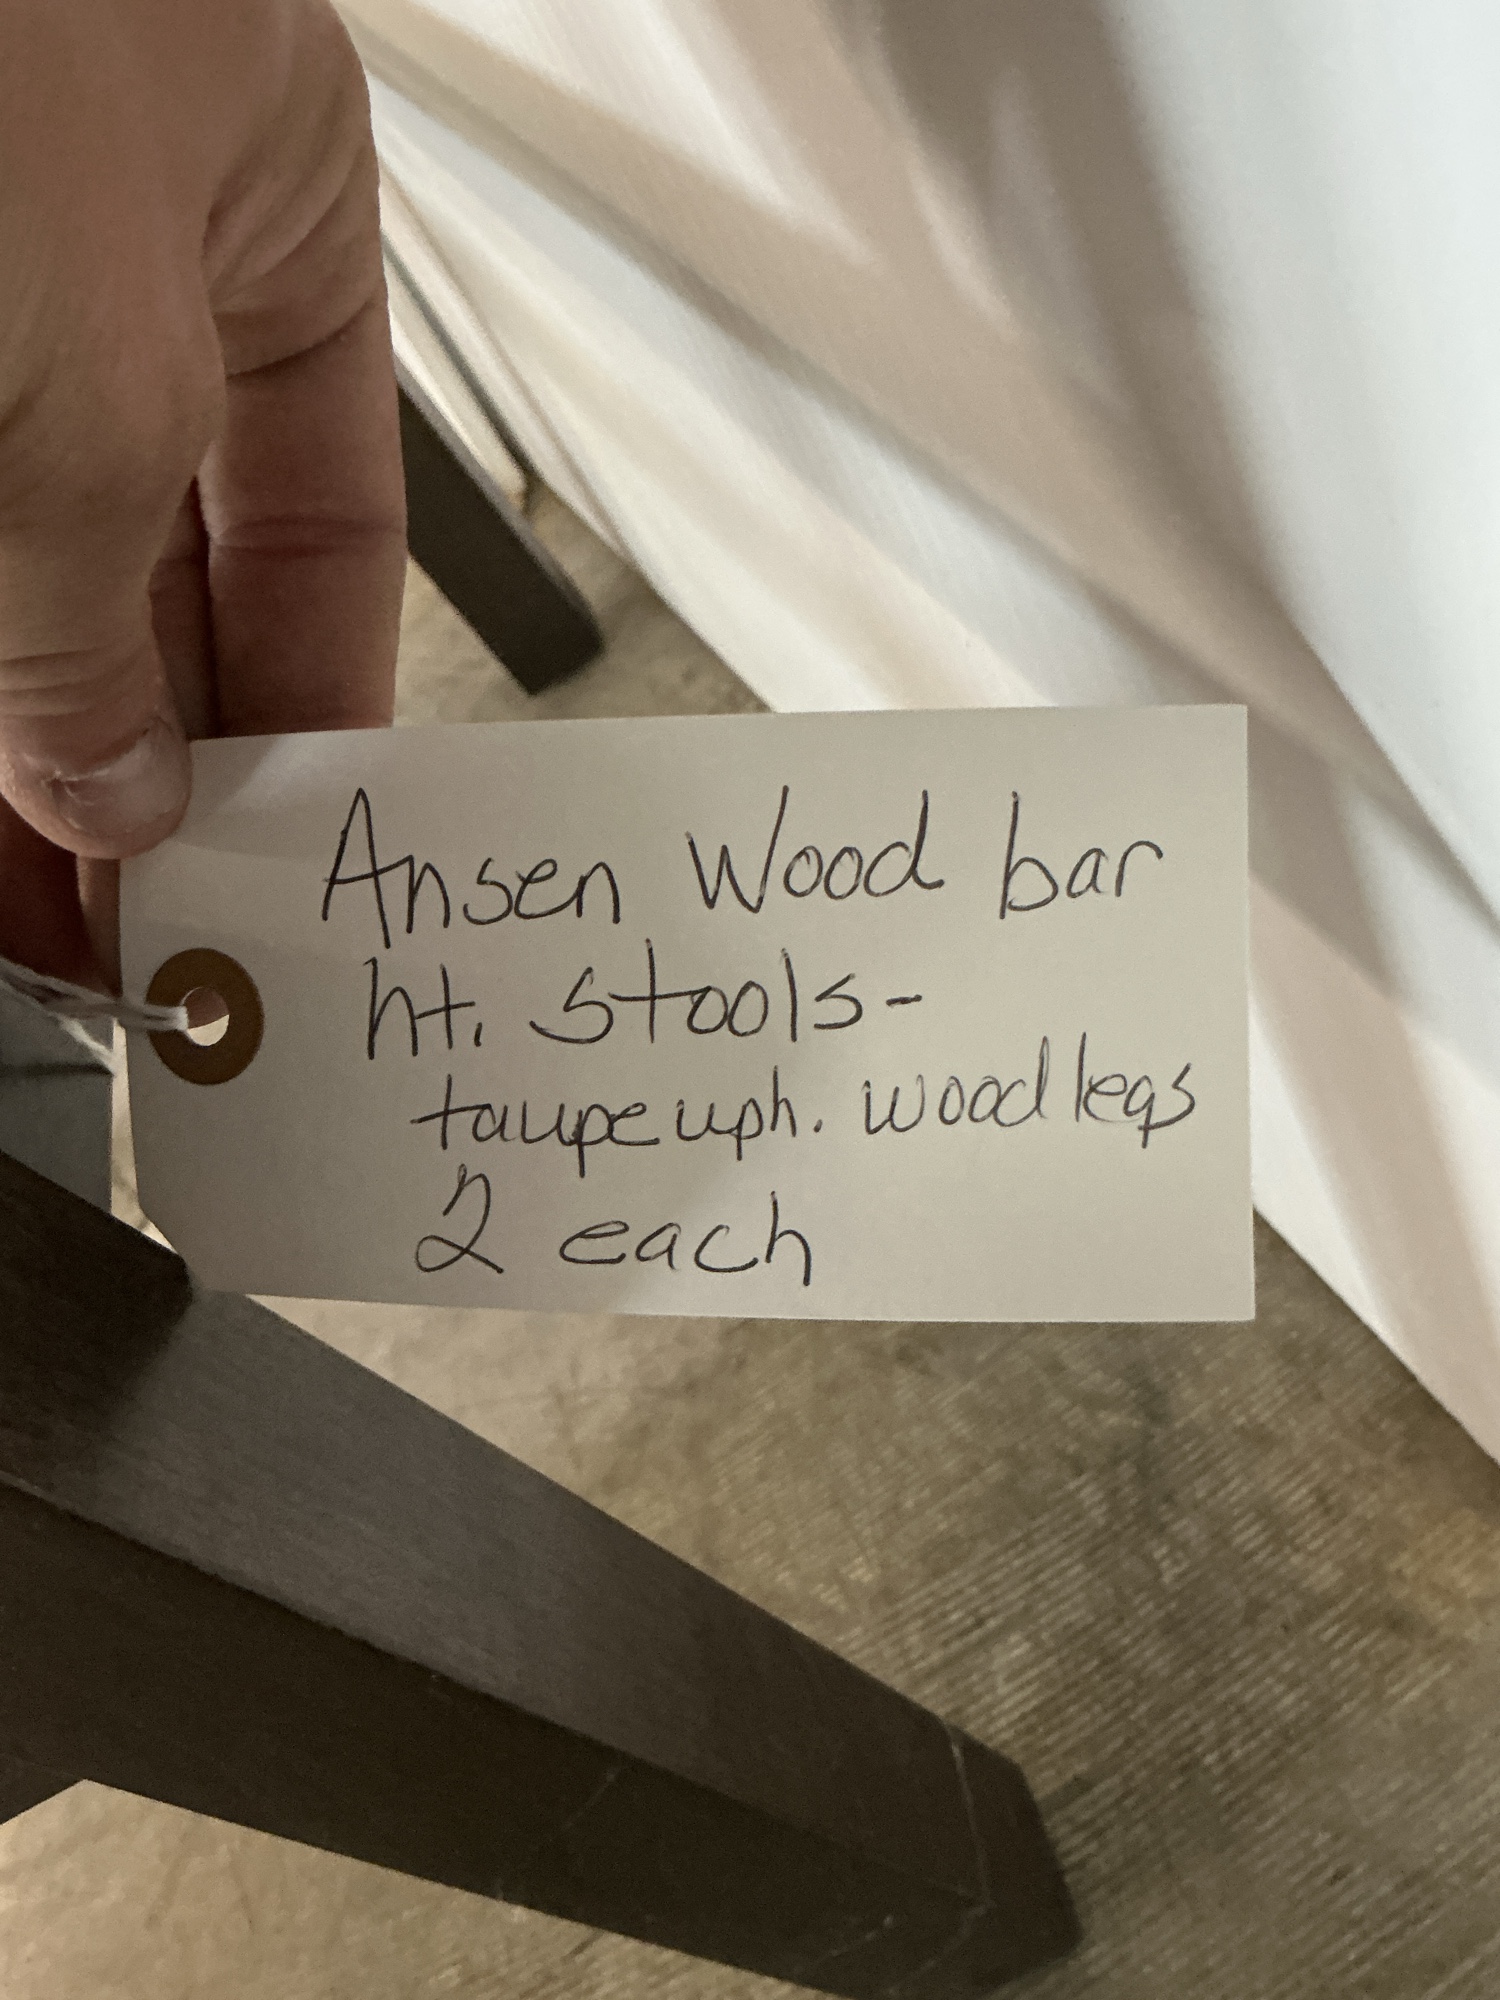 Ansen Wood bar
ht. stools-
taupe uph. wood legs
2 each